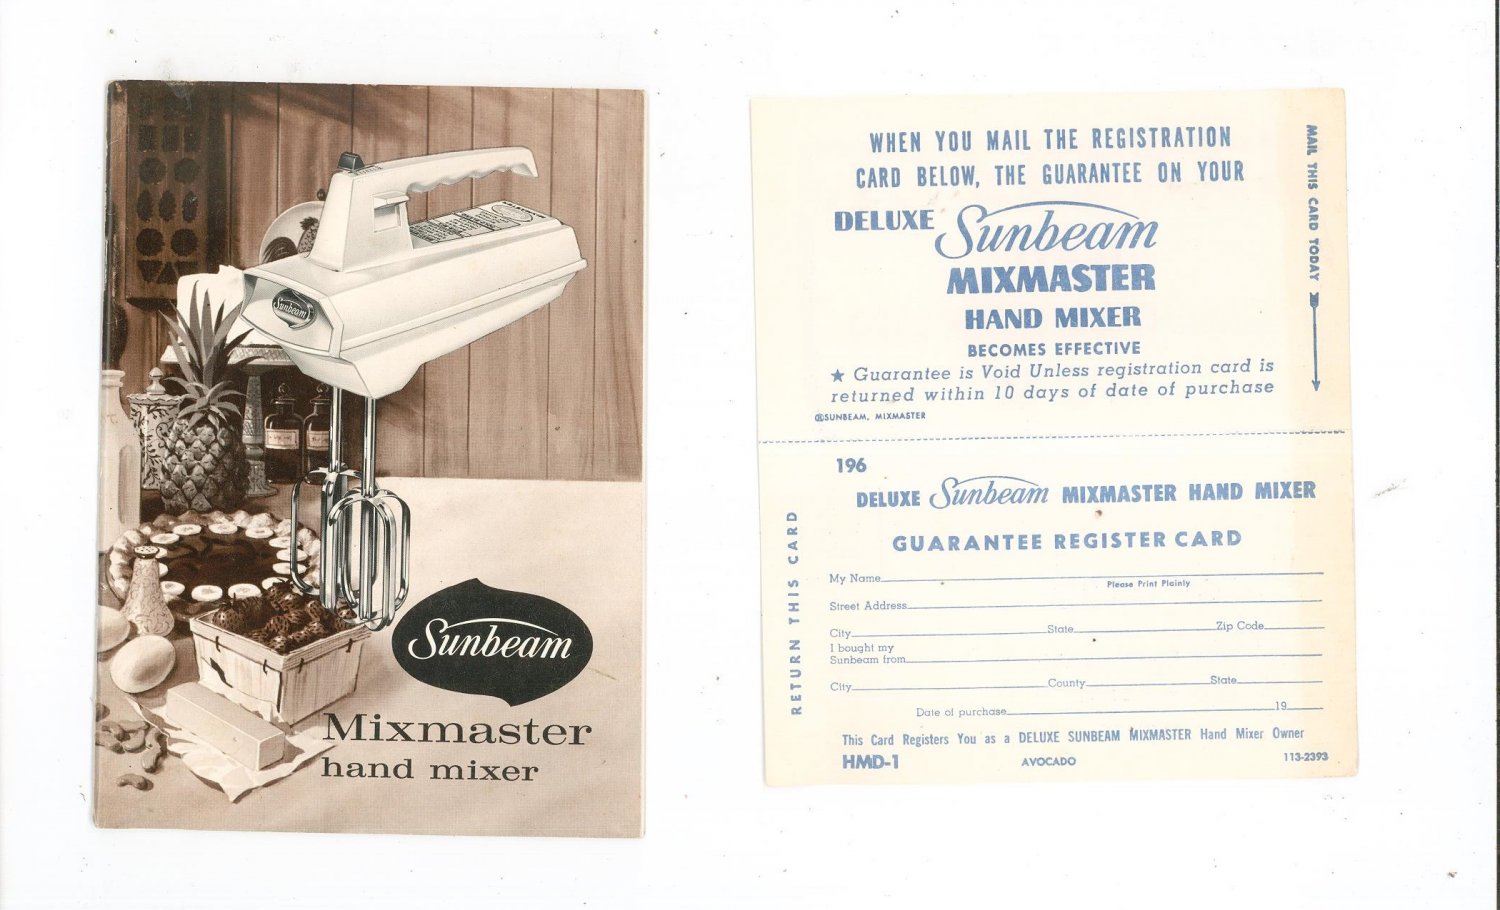 Sunbeam
Sunbeam
Mixmaster
hand mixer
WHEN YOU MAIL THE REGISTRATION
CARD BELOW, THE GUARANTEE ON YOUR
DELUXE Sunbeam
MIXMASTER
HAND MIXER
BECOMES EFFECTIVE
★ Guarantee is Void Unless registration card is
returned within 10 days of date of purchase
®SUNBEAM, MIXMASTER
MAIL THIS CARD TODAY
196
DELUXE Sunbeam MIXMASTER HAND MIXER
GUARANTEE REGISTER CARD
RETURN THIS CARD
My Name
Please Print Plainly
Street Address
City State Zip Code
I bought my
Sunbeam from
City County State
Date of purchase 19
This Card Registers You as a DELUXE SUNBEAM MIXMASTER Hand Mixer Owner
HMD-1 AVOCADO 113-2393